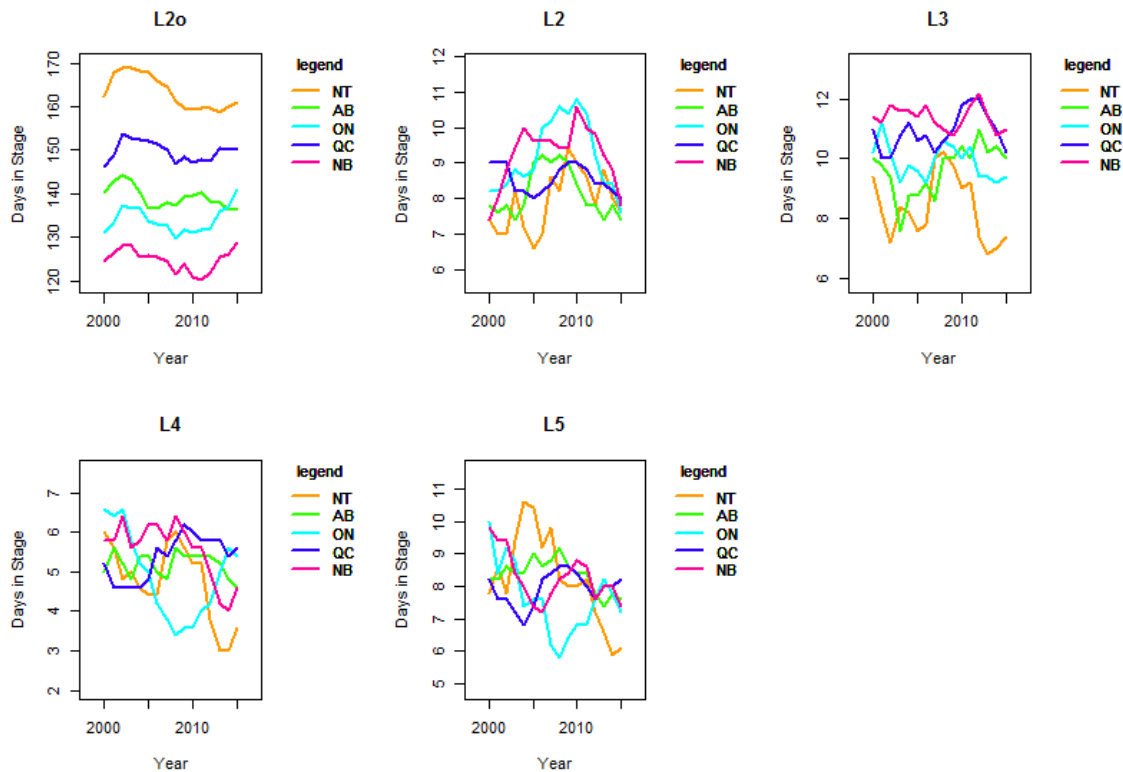 L2o
Days in Stage
170
160
150
140
130
120
2000
2010
Year
legend
NT
AB
ON
QC
NB
L2
Days in Stage
12
11
10
9
8
7
6
2000
2010
Year
legend
NT
AB
ON
QC
NB
L3
Days in Stage
12
10
8
6
2000
2010
Year
legend
NT
AB
ON
QC
NB
L4
Days in Stage
7
6
5
4
3
2
2000
2010
Year
legend
NT
AB
ON
QC
NB
L5
Days in Stage
11
10
9
8
7
6
5
2000
2010
Year
legend
NT
AB
ON
QC
NB